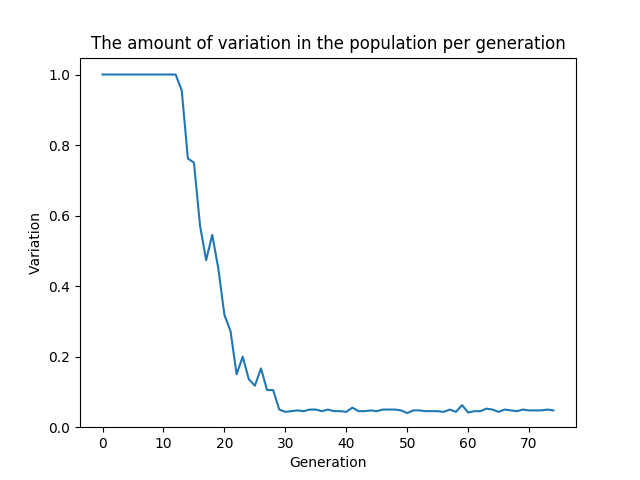 The amount of variation in the population per generation
1.0
0.8
0.6
0.4
0.2
0.0
Variation
0 10 20 30 40 50 60 70
Generation